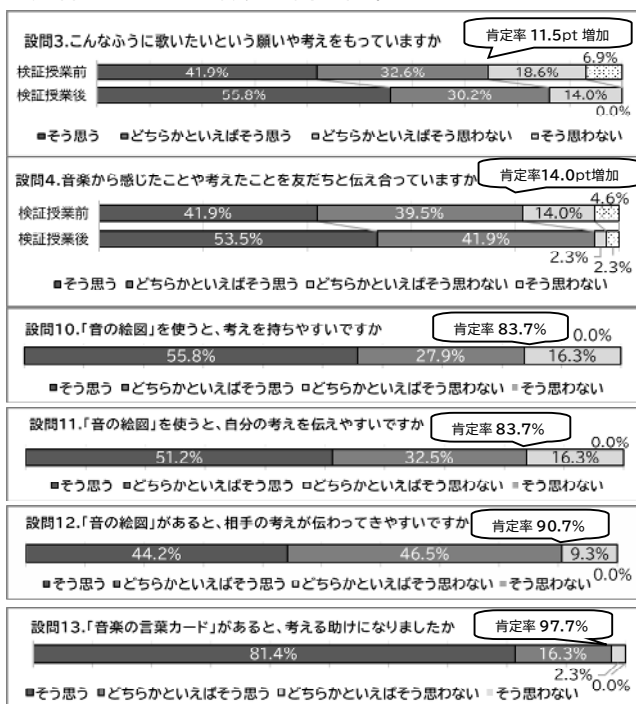 設問3.こんなふうに歌いたいという願いや考えをもっていますか
肯定率 11.5pt 増加
検証授業前 41.9% 32.6% 18.6% 6.9%
検証授業後 55.8% 30.2% 14.0% 0.0%
■そう思う ■どちらかといえばそう思う □どちらかといえばそう思わない □そう思わない
設問4.音楽から感じたことや考えたことを友だちと伝え合っていますか
肯定率14.0pt増加
検証授業前 41.9% 39.5% 14.0% 4.6%
検証授業後 53.5% 41.9% 2.3% 2.3%
■そう思う ■どちらかといえばそう思う □どちらかといえばそう思わない □そう思わない
設問10.「音の絵図」を使うと、考えを持ちやすいですか
肯定率 83.7%
55.8% 27.9% 16.3% 0.0%
■そう思う ■どちらかといえばそう思う □どちらかといえばそう思わない ■そう思わない
設問11.「音の絵図」を使うと、自分の考えを伝えやすいですか
肯定率 83.7%
51.2% 32.5% 16.3% 0.0%
■そう思う ■どちらかといえばそう思う □どちらかといえばそう思わない ■そう思わない
設問12.「音の絵図」があると、相手の考えが伝わってきやすいですか
肯定率 90.7%
44.2% 46.5% 9.3% 0.0%
■そう思う ■どちらかといえばそう思う □どちらかといえばそう思わない ■そう思わない
設問13.「音楽の言葉カード」があると、考える助けになりましたか
肯定率 97.7%
81.4% 16.3% 2.3% 0.0%
■そう思う ■どちらかといえばそう思う □どちらかといえばそう思わない ■そう思わない